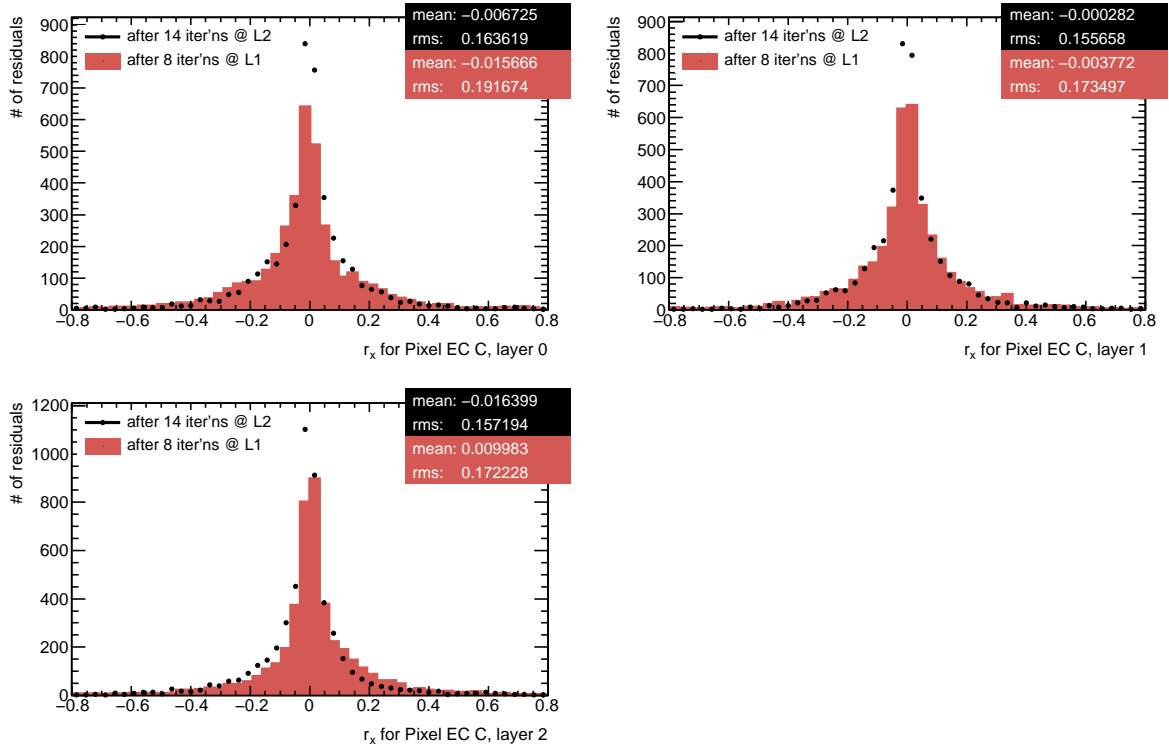 # of residuals
900
800
700
600
500
400
300
200
100
0
after 14 iter'ns @ L2
after 8 iter'ns @ L1
mean: −0.006725
rms: 0.163619
mean: −0.015666
rms: 0.191674
−0.8 −0.6 −0.4 −0.2 0 0.2 0.4 0.6 0.8
r_x for Pixel EC C, layer 0
# of residuals
900
800
700
600
500
400
300
200
100
0
after 14 iter'ns @ L2
after 8 iter'ns @ L1
mean: −0.000282
rms: 0.155658
mean: −0.003772
rms: 0.173497
−0.8 −0.6 −0.4 −0.2 0 0.2 0.4 0.6 0.8
r_x for Pixel EC C, layer 1
# of residuals
1200
1000
800
600
400
200
0
after 14 iter'ns @ L2
after 8 iter'ns @ L1
mean: −0.016399
rms: 0.157194
mean: 0.009983
rms: 0.172228
−0.8 −0.6 −0.4 −0.2 0 0.2 0.4 0.6 0.8
r_x for Pixel EC C, layer 2